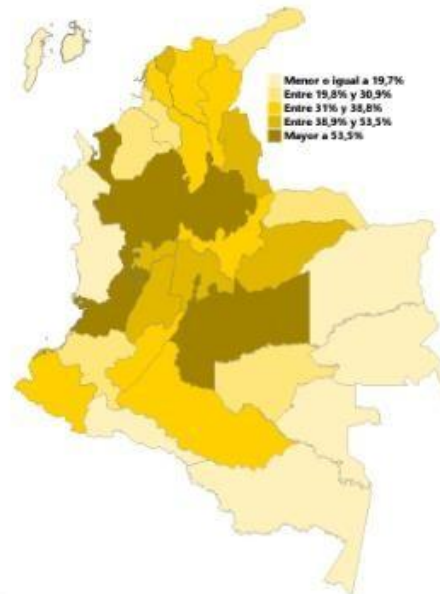 Menor o igual a 19,7%
Entre 19,8% y 30,9%
Entre 31% y 38,8%
Entre 38,9% y 53,5%
Mayor a 53,5%